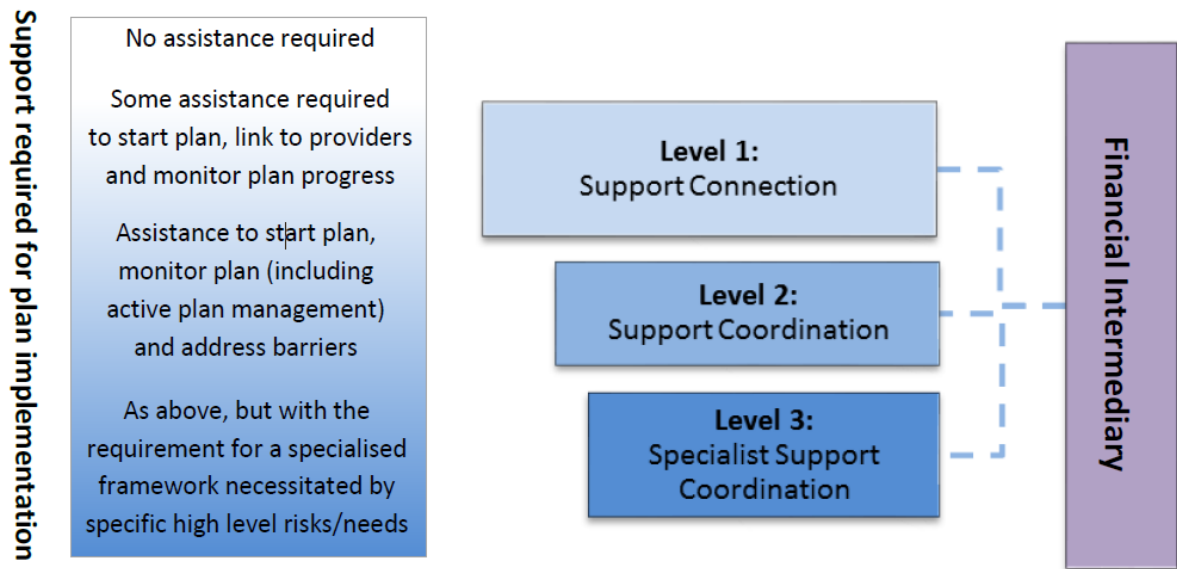 Support required for plan implementation
No assistance required
Some assistance required
to start plan, link to providers
and monitor plan progress
Assistance to start plan,
monitor plan (including
active plan management)
and address barriers
As above, but with the
requirement for a specialised
framework necessitated by
specific high level risks/needs
Level 1:
Support Connection
Level 2:
Support Coordination
Level 3:
Specialist Support
Coordination
Financial Intermediary